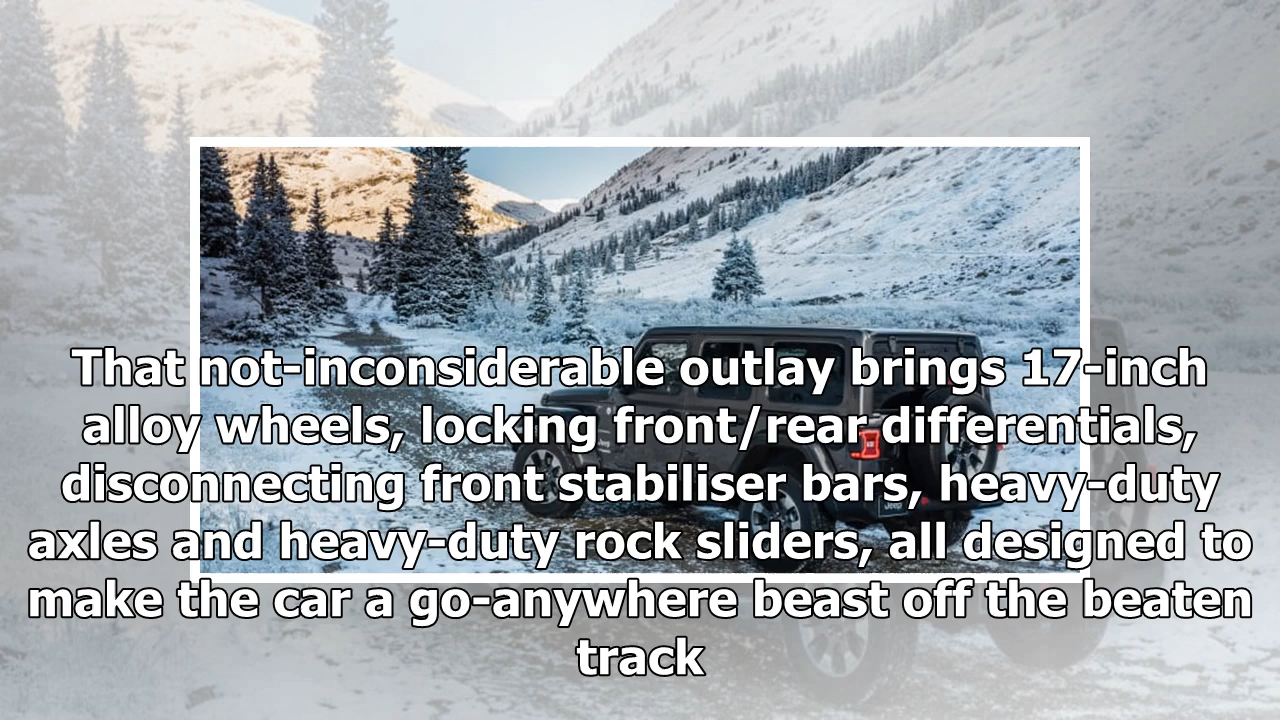 That not-inconsiderable outlay brings 17-inch
alloy wheels, locking front/rear differentials,
disconnecting front stabiliser bars, heavy-duty
axles and heavy-duty rock sliders, all designed to
make the car a go-anywhere beast off the beaten
track
Jeep